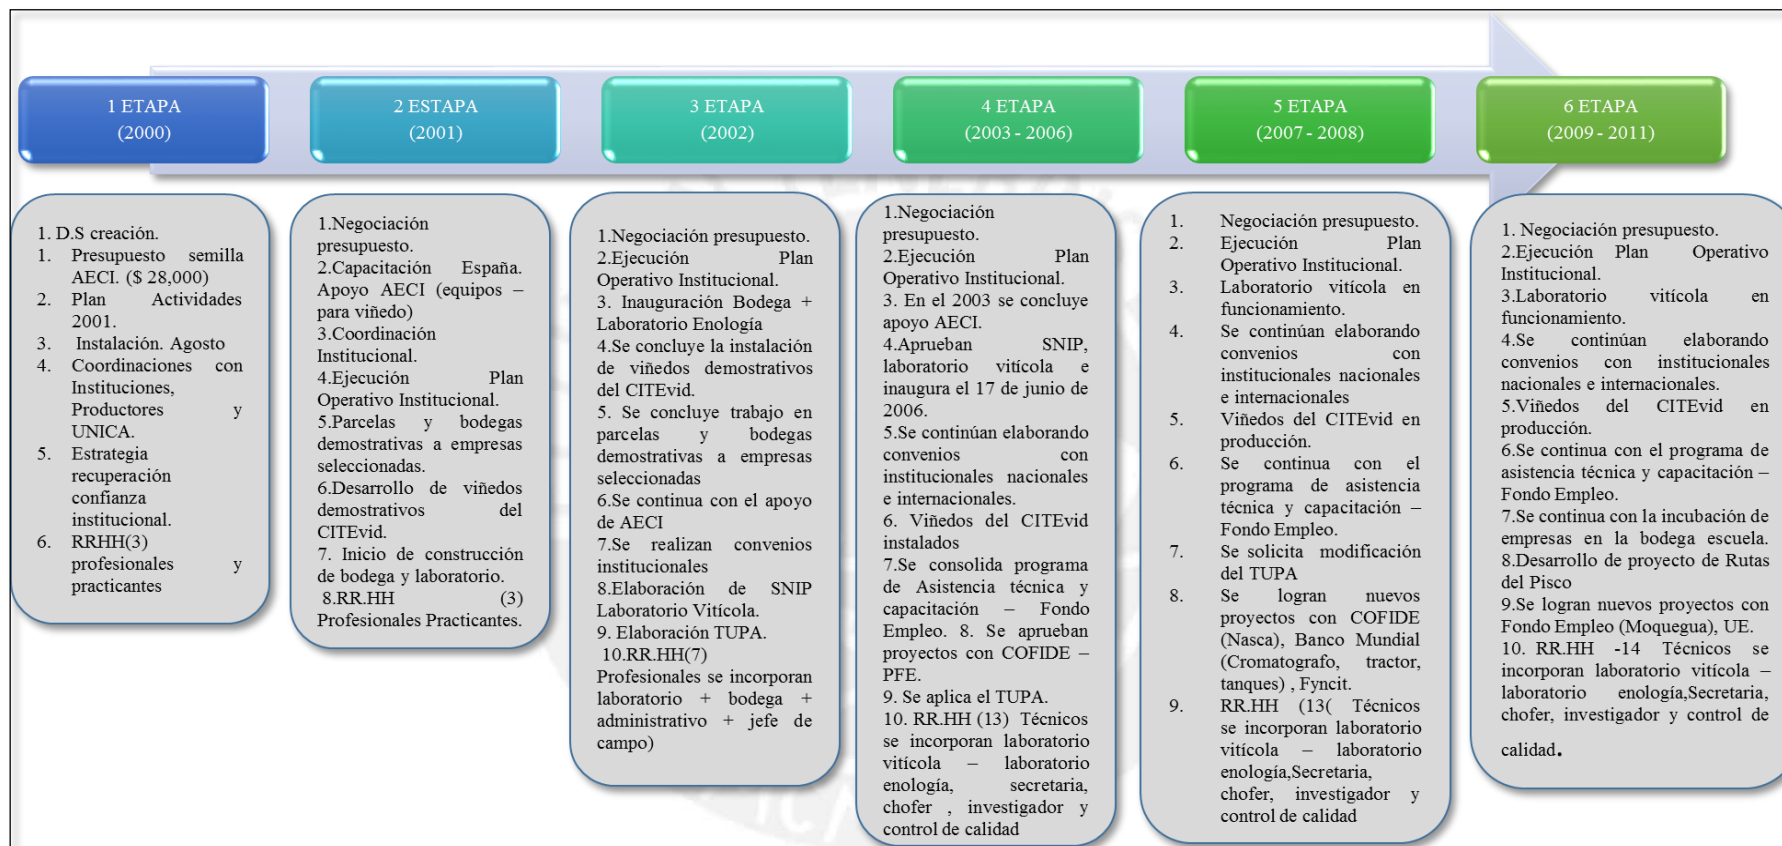 1 ETAPA
(2000)
2 ESTAPA
(2001)
3 ETAPA
(2002)
4 ETAPA
(2003 - 2006)
5 ETAPA
(2007 - 2008)
6 ETAPA
(2009 - 2011)
1. D.S creación.
1. Presupuesto semilla
AECI. ($ 28,000)
2. Plan Actividades
2001.
3. Instalación. Agosto
4. Coordinaciones con
Instituciones,
Productores y
UNICA.
5. Estrategia
recuperación
confianza
institucional.
6. RRHH(3)
profesionales y
practicantes
1.Negociación
presupuesto.
2.Capacitación España.
Apoyo AECI (equipos –
para viñedo)
3.Coordinación
Institucional.
4.Ejecución Plan
Operativo Institucional.
5.Parcelas y bodegas
demostrativas a empresas
seleccionadas.
6.Desarrollo de viñedos
demostrativos del
CITEvid.
7. Inicio de construcción
de bodega y laboratorio.
8.RR.HH (3)
Profesionales Practicantes.
1.Negociación presupuesto.
2.Ejecución Plan
Operativo Institucional.
3. Inauguración Bodega +
Laboratorio Enología
4.Se concluye la instalación
de viñedos demostrativos
del CITEvid.
5. Se concluye trabajo en
parcelas y bodegas
demostrativas a empresas
seleccionadas
6.Se continua con el apoyo
de AECI
7.Se realizan convenios
institucionales
8.Elaboración de SNIP
Laboratorio Vitícola.
9. Elaboración TUPA.
10.RR.HH(7)
Profesionales se incorporan
laboratorio + bodega +
administrativo + jefe de
campo)
1.Negociación
presupuesto.
2.Ejecución Plan
Operativo Institucional.
3. En el 2003 se concluye
apoyo AECI.
4.Aprueban SNIP,
laboratorio vitícola e
inaugura el 17 de junio de
2006.
5.Se continúan elaborando
convenios con
institucionales nacionales
e internacionales.
6. Viñedos del CITEvid
instalados
7.Se consolida programa
de Asistencia técnica y
capacitación – Fondo
Empleo. 8. Se aprueban
proyectos con COFIDE –
PFE.
9. Se aplica el TUPA.
10. RR.HH (13) Técnicos
se incorporan laboratorio
vitícola – laboratorio
enología, secretaria,
chofer , investigador y
control de calidad
1. Negociación presupuesto.
2. Ejecución Plan
Operativo Institucional.
3. Laboratorio vitícola en
funcionamiento.
4. Se continúan elaborando
convenios con
institucionales nacionales
e internacionales
5. Viñedos del CITEvid en
producción.
6. Se continua con el
programa de asistencia
técnica y capacitación –
Fondo Empleo.
7. Se solicita modificación
del TUPA
8. Se logran nuevos
proyectos con COFIDE
(Nasca), Banco Mundial
(Cromatografo, tractor,
tanques) , Fyncit.
9. RR.HH (13( Técnicos
se incorporan laboratorio
vitícola – laboratorio
enología,Secretaria,
chofer, investigador y
control de calidad
1. Negociación presupuesto.
2.Ejecución Plan Operativo
Institucional.
3.Laboratorio vitícola en
funcionamiento.
4.Se continúan elaborando
convenios con institucionales
nacionales e internacionales.
5.Viñedos del CITEvid en
producción.
6.Se continua con el programa de
asistencia técnica y capacitación –
Fondo Empleo.
7.Se continua con la incubación de
empresas en la bodega escuela.
8.Desarrollo de proyecto de Rutas
del Pisco
9.Se logran nuevos proyectos con
Fondo Empleo (Moquegua), UE.
10. RR.HH -14 Técnicos se
incorporan laboratorio vitícola –
laboratorio enología,Secretaria,
chofer, investigador y control de
calidad.